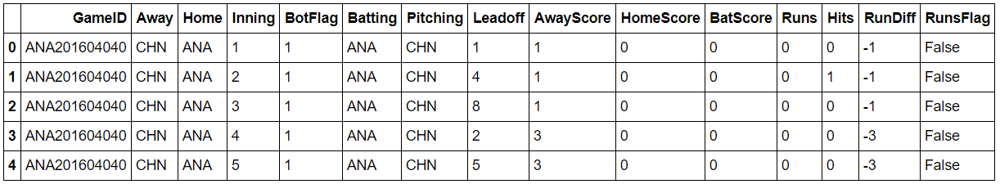 GameID Away Home Inning BotFlag Batting Pitching Leadoff AwayScore HomeScore BatScore Runs Hits RunDiff RunsFlag
0 ANA201604040 CHN ANA 1 1 ANA CHN 1 1 0 0 0 0 -1 False
1 ANA201604040 CHN ANA 2 1 ANA CHN 4 1 0 0 0 1 -1 False
2 ANA201604040 CHN ANA 3 1 ANA CHN 8 1 0 0 0 0 -1 False
3 ANA201604040 CHN ANA 4 1 ANA CHN 2 3 0 0 0 0 -3 False
4 ANA201604040 CHN ANA 5 1 ANA CHN 5 3 0 0 0 0 -3 False